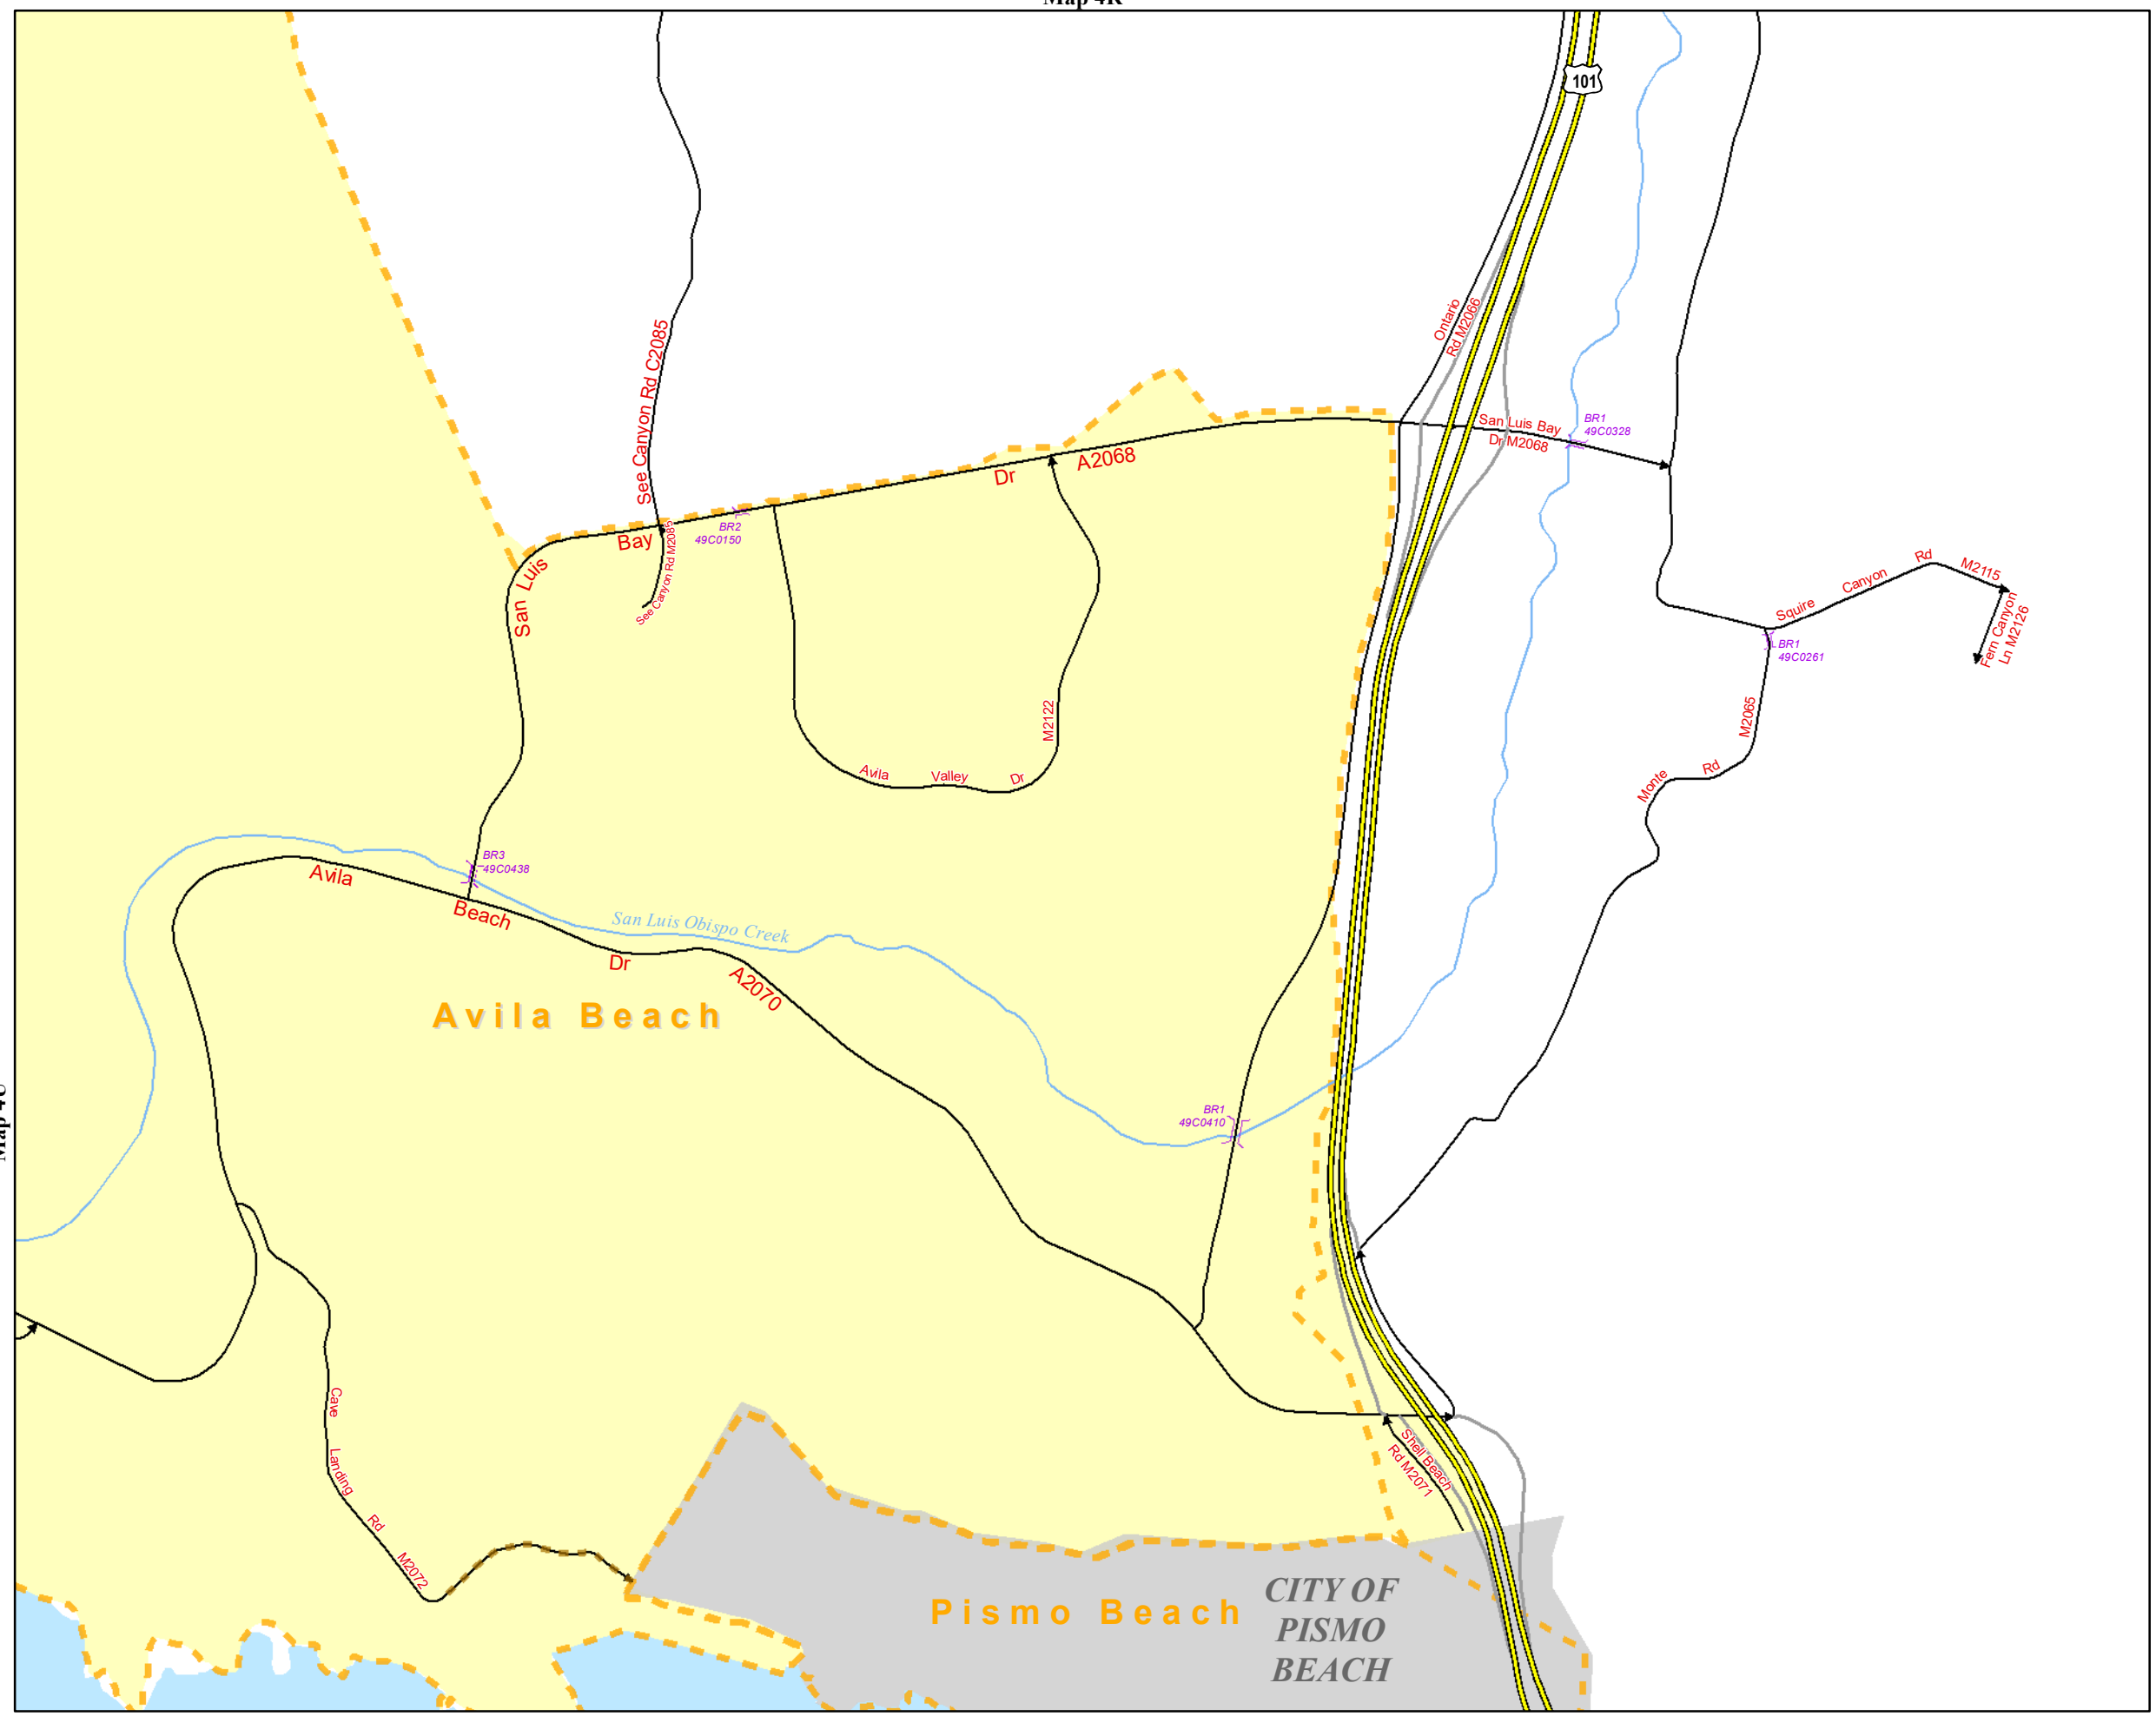 Map 4R
101
Ontario
Rd M2066
See Canyon Rd C2085
San Luis Bay
Dr M2068
BR1
49C0328
Dr A2068
BR2
49C0150
Bay
San Luis
See Canyon Rd M2085
Squire Canyon Rd M2115
Fern Canyon
Ln M2126
BR1
49C0261
M2065
Monte Rd
M2122
Avila Valley Dr
BR3
49C0438
Avila Beach Dr A2070
San Luis Obispo Creek
Avila Beach
BR1
49C0410
Cave Landing Rd M2072
Shell Beach
Rd M2071
Pismo Beach
CITY OF
PISMO
BEACH